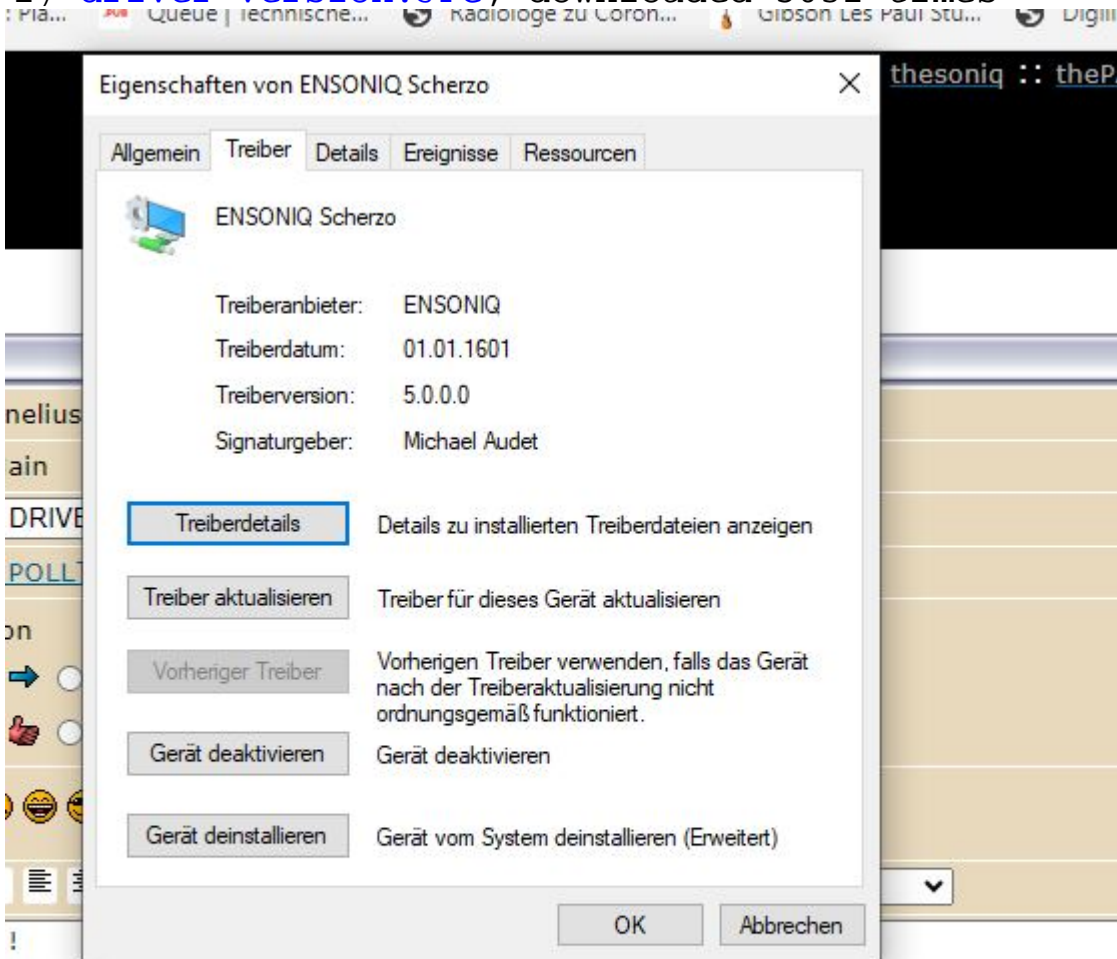 : Pla... Queue | Technische... Radiologe zu Coron... Gibson Les Paul Stu...
Eigenschaften von ENSONIQ Scherzo
thesoniq :: theP
Allgemein Treiber Details Ereignisse Ressourcen
ENSONIQ Scherzo
Treiberanbieter: ENSONIQ
Treiberdatum: 01.01.1601
nelius
Treiberversion: 5.0.0.0
ain
Signaturgeber: Michael Audet
DRIVE
Treiberdetails Details zu installierten Treiberdateien anzeigen
POLL
Treiber aktualisieren Treiber für dieses Gerät aktualisieren
on
Vorheriger Treiber Vorherigen Treiber verwenden, falls das Gerät
nach der Treiberaktualisierung nicht
ordnungsgemäß funktioniert.
Gerät deaktivieren Gerät deaktivieren
Gerät deinstallieren Gerät vom System deinstallieren (Erweitert)
OK Abbrechen
!